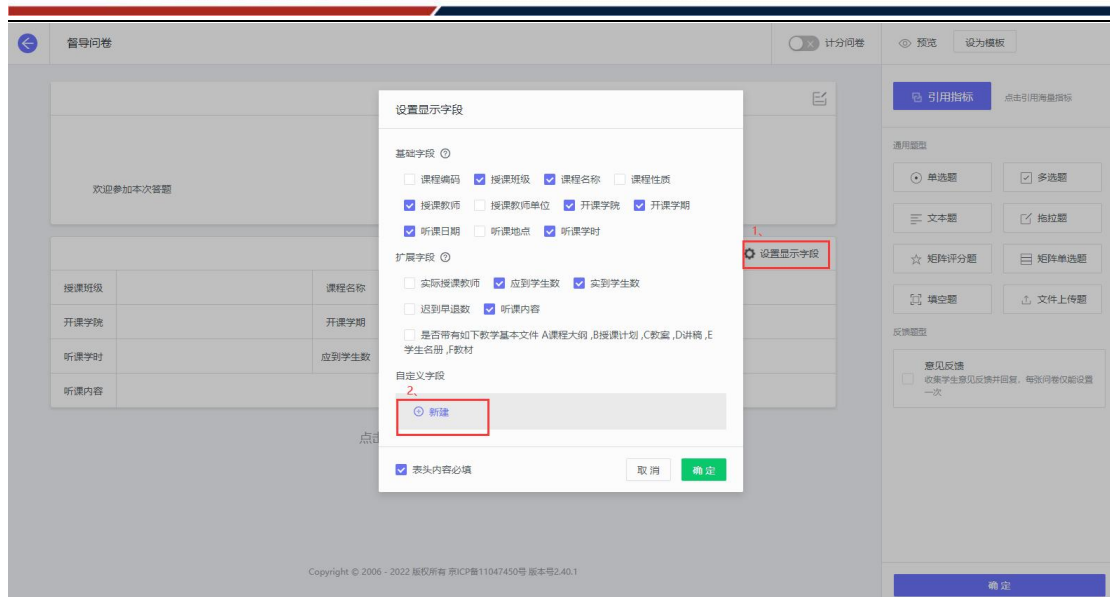 督导问卷
计分问卷
预览
设为模板
引用指标
点击引用海量指标
通用题型
单选题
多选题
文本题
拖拉题
矩阵评分题
矩阵单选题
填空题
文件上传题
反馈题型
意见反馈
收集学生意见反馈并回复，每张问卷仅能设置
一次
确定
欢迎参加本次答题
1、
设置显示字段
授课班级
课程名称
开课学院
开课学期
听课学时
应到学生数
听课内容
点击
设置显示字段
基础字段
课程编码 授课班级 课程名称 课程性质
授课教师 授课教师单位 开课学院 开课学期
听课日期 听课地点 听课学时
扩展字段
实际授课教师 应到学生数 实到学生数
迟到早退数 听课内容
是否带有如下教学基本文件 A课程大纲 ,B授课计划 ,C教案 ,D讲稿 ,E
学生名册 ,F教材
自定义字段
2、
新建
表头内容必填
取消 确定
Copyright © 2006 - 2022 版权所有 京ICP备11047450号 版本号2.40.1